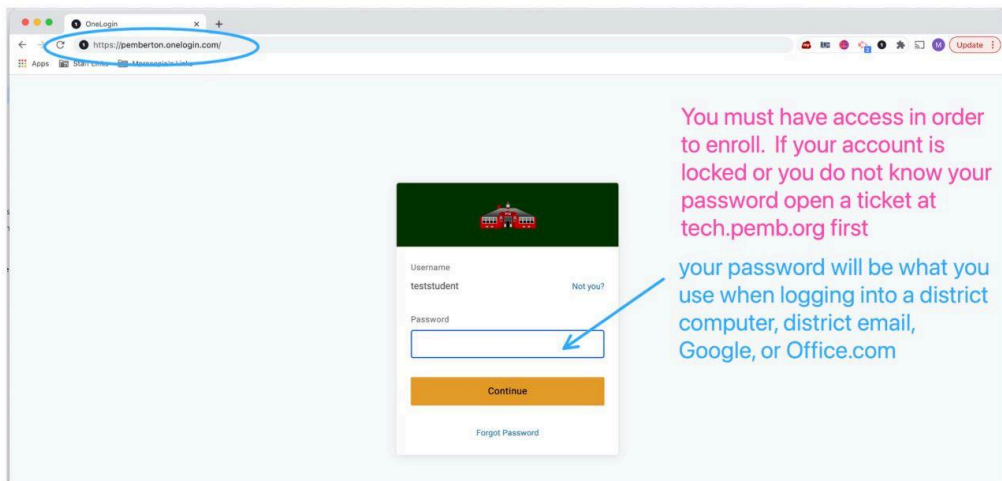 OneLogin
https://pemberton.onelogin.com/
Update
Apps
You must have access in order
to enroll. If your account is
locked or you do not know your
password open a ticket at
tech.pemb.org first
Username
teststudent Not you?
your password will be what you
use when logging into a district
computer, district email,
Google, or Office.com
Password
Continue
Forgot Password